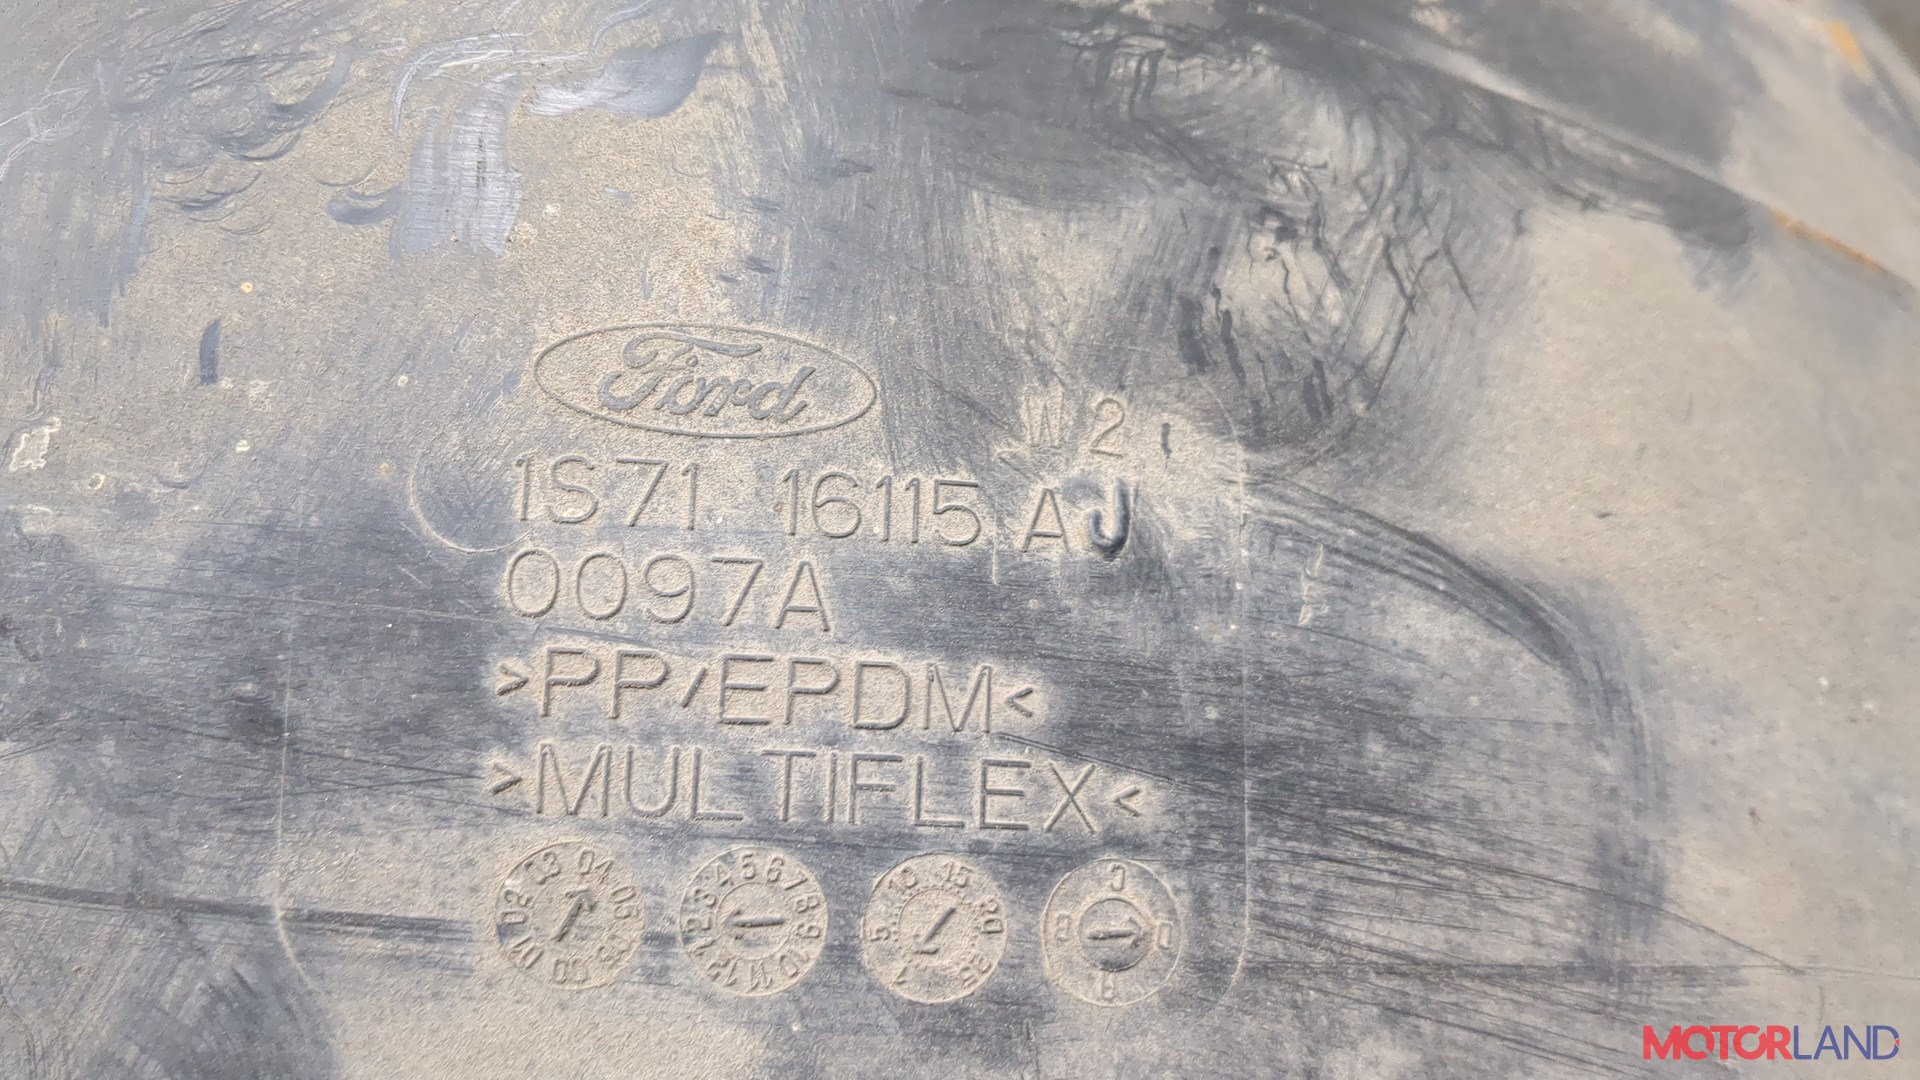 Ford
W 2
1S71 16115 AJ
0097A
>PP/EPDM<
>MULTIFLEX<
MOTORLAND